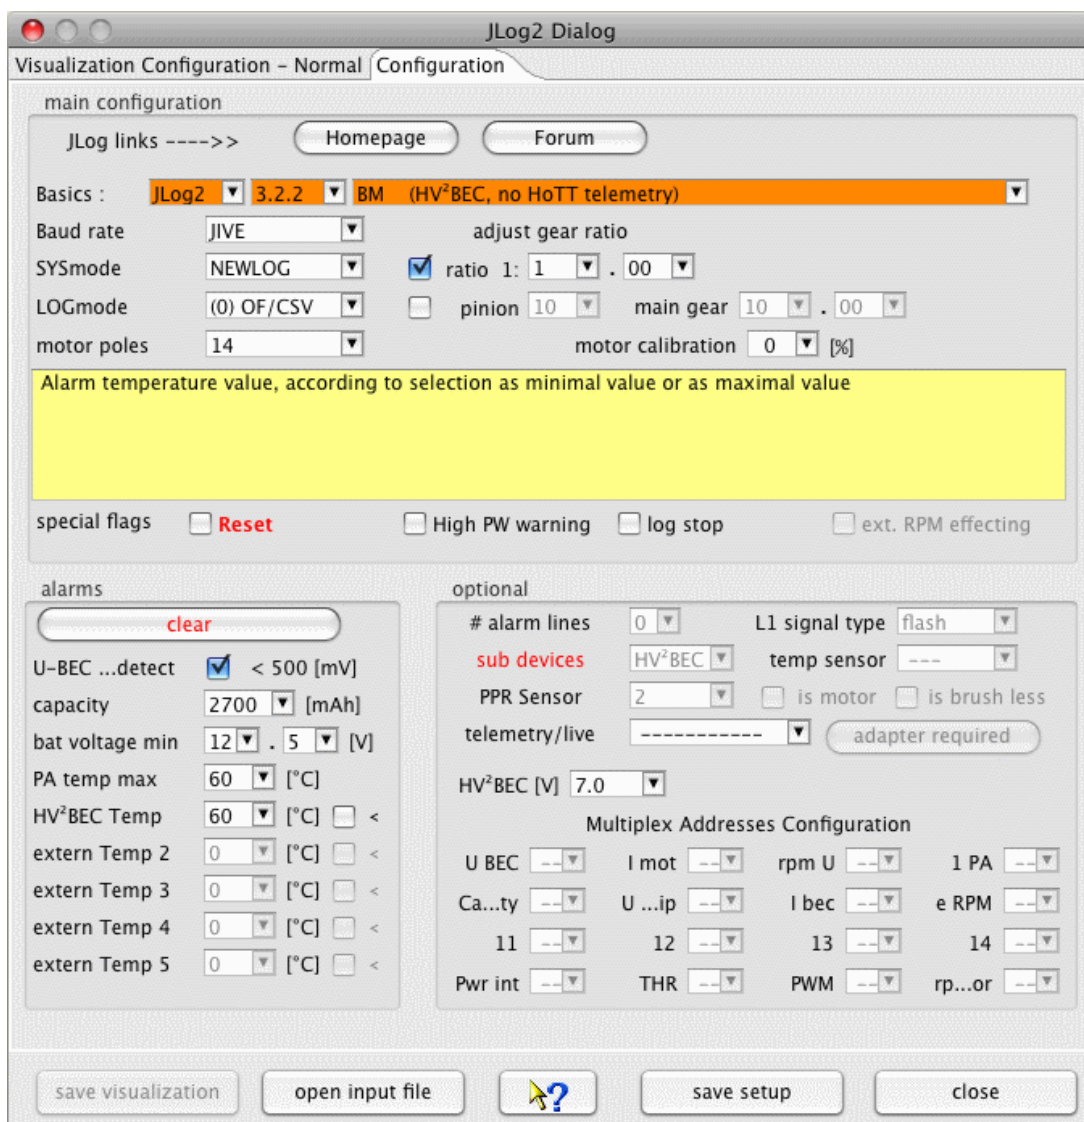 JLog2 Dialog
Visualization Configuration – Normal Configuration
main configuration
JLog links ---->> Homepage Forum
Basics : JLog2 3.2.2 BM (HV²BEC, no HoTT telemetry)
Baud rate JIVE adjust gear ratio
SYSmode NEWLOG ratio 1: 1 . 00
LOGmode (0) OF/CSV pinion 10 main gear 10 . 00
motor poles 14 motor calibration 0 [%]
Alarm temperature value, according to selection as minimal value or as maximal value
special flags Reset High PW warning log stop ext. RPM effecting
alarms
clear
U-BEC ...detect < 500 [mV]
capacity 2700 [mAh]
bat voltage min 12 . 5 [V]
PA temp max 60 [°C]
HV²BEC Temp 60 [°C] <
extern Temp 2 0 [°C] <
extern Temp 3 0 [°C] <
extern Temp 4 0 [°C] <
extern Temp 5 0 [°C] <
optional
# alarm lines 0 L1 signal type flash
sub devices HV²BEC temp sensor ---
PPR Sensor 2 is motor is brush less
telemetry/live ----------- adapter required
HV²BEC [V] 7.0
Multiplex Addresses Configuration
U BEC -- I mot -- rpm U -- 1 PA --
Ca...ty -- U ...ip -- I bec -- e RPM --
11 -- 12 -- 13 -- 14 --
Pwr int -- THR -- PWM -- rp...or --
save visualization open input file ? save setup close